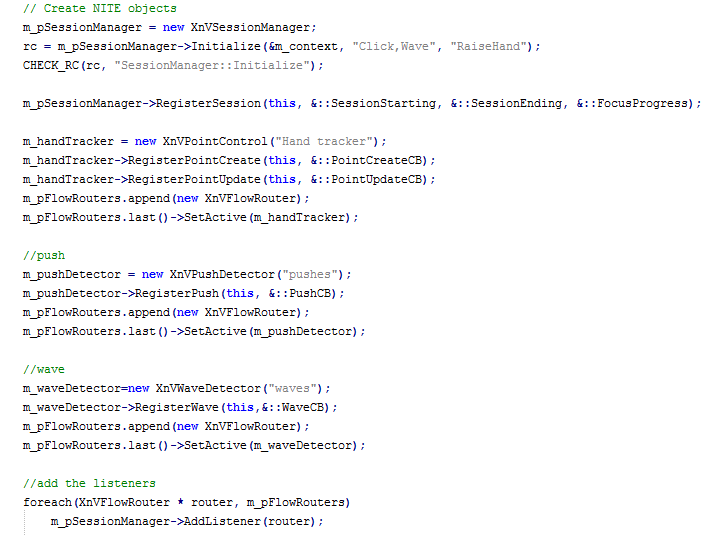 // Create NITE objects
m_pSessionManager = new XnVSessionManager;
rc = m_pSessionManager->Initialize(&m_context, "Click,Wave", "RaiseHand");
CHECK_RC(rc, "SessionManager::Initialize");
m_pSessionManager->RegisterSession(this, &::SessionStarting, &::SessionEnding, &::FocusProgress);
m_handTracker = new XnVPointControl("Hand tracker");
m_handTracker->RegisterPointCreate(this, &::PointCreateCB);
m_handTracker->RegisterPointUpdate(this, &::PointUpdateCB);
m_pFlowRouters.append(new XnVFlowRouter);
m_pFlowRouters.last()->SetActive(m_handTracker);
//push
m_pushDetector = new XnVPushDetector("pushes");
m_pushDetector->RegisterPush(this, &::PushCB);
m_pFlowRouters.append(new XnVFlowRouter);
m_pFlowRouters.last()->SetActive(m_pushDetector);
//wave
m_waveDetector=new XnVWaveDetector("waves");
m_waveDetector->RegisterWave(this,&::WaveCB);
m_pFlowRouters.append(new XnVFlowRouter);
m_pFlowRouters.last()->SetActive(m_waveDetector);
//add the listeners
foreach(XnVFlowRouter * router, m_pFlowRouters)
m_pSessionManager->AddListener(router);